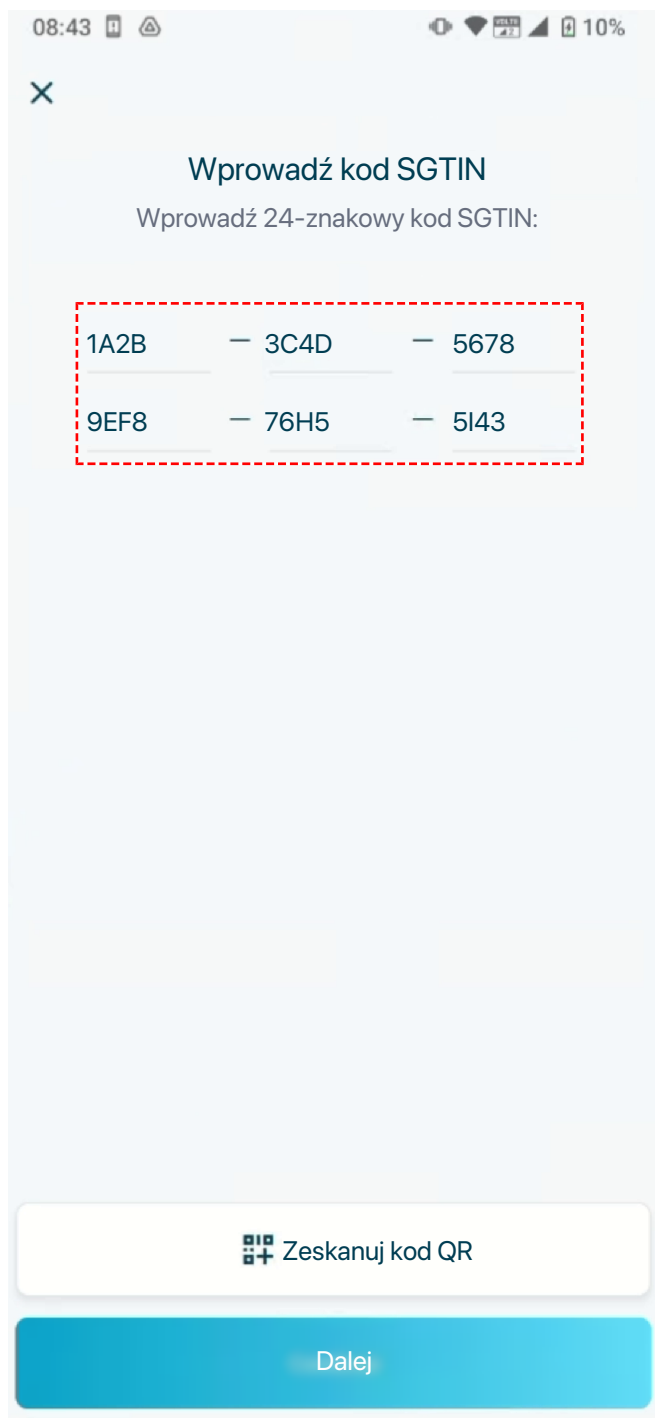 08:43 10%
Wprowadź kod SGTIN
Wprowadź 24-znakowy kod SGTIN:
1A2B — 3C4D — 5678
9EF8 — 76H5 — 5I43
Zeskanuj kod QR
Dalej